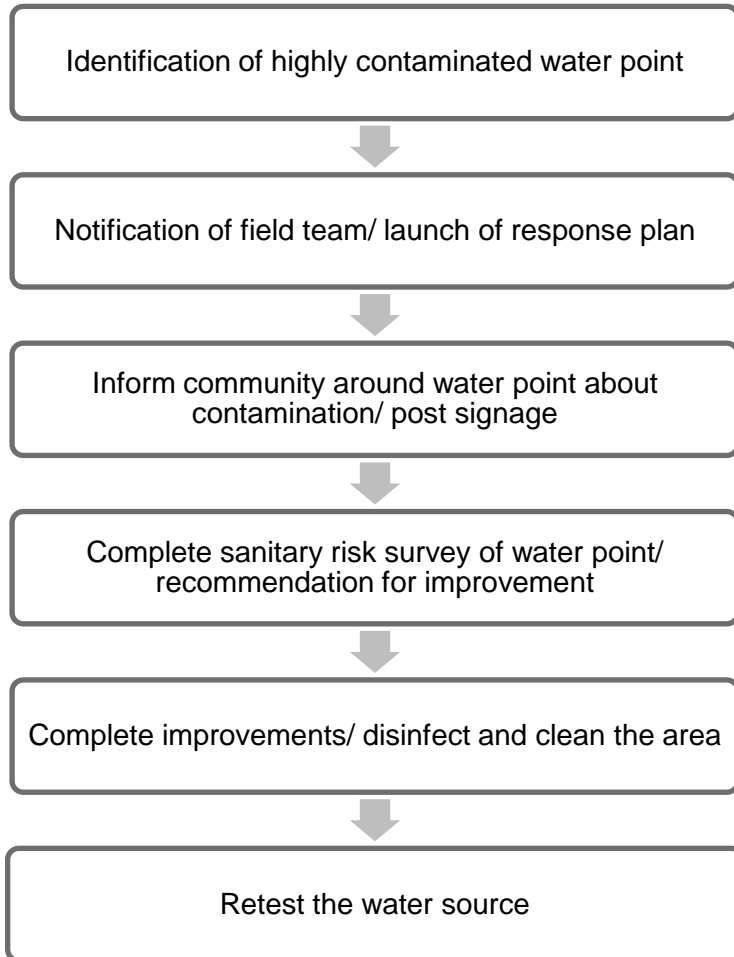 Identification of highly contaminated water point
Notification of field team/ launch of response plan
Inform community around water point about
contamination/ post signage
Complete sanitary risk survey of water point/
recommendation for improvement
Complete improvements/ disinfect and clean the area
Retest the water source